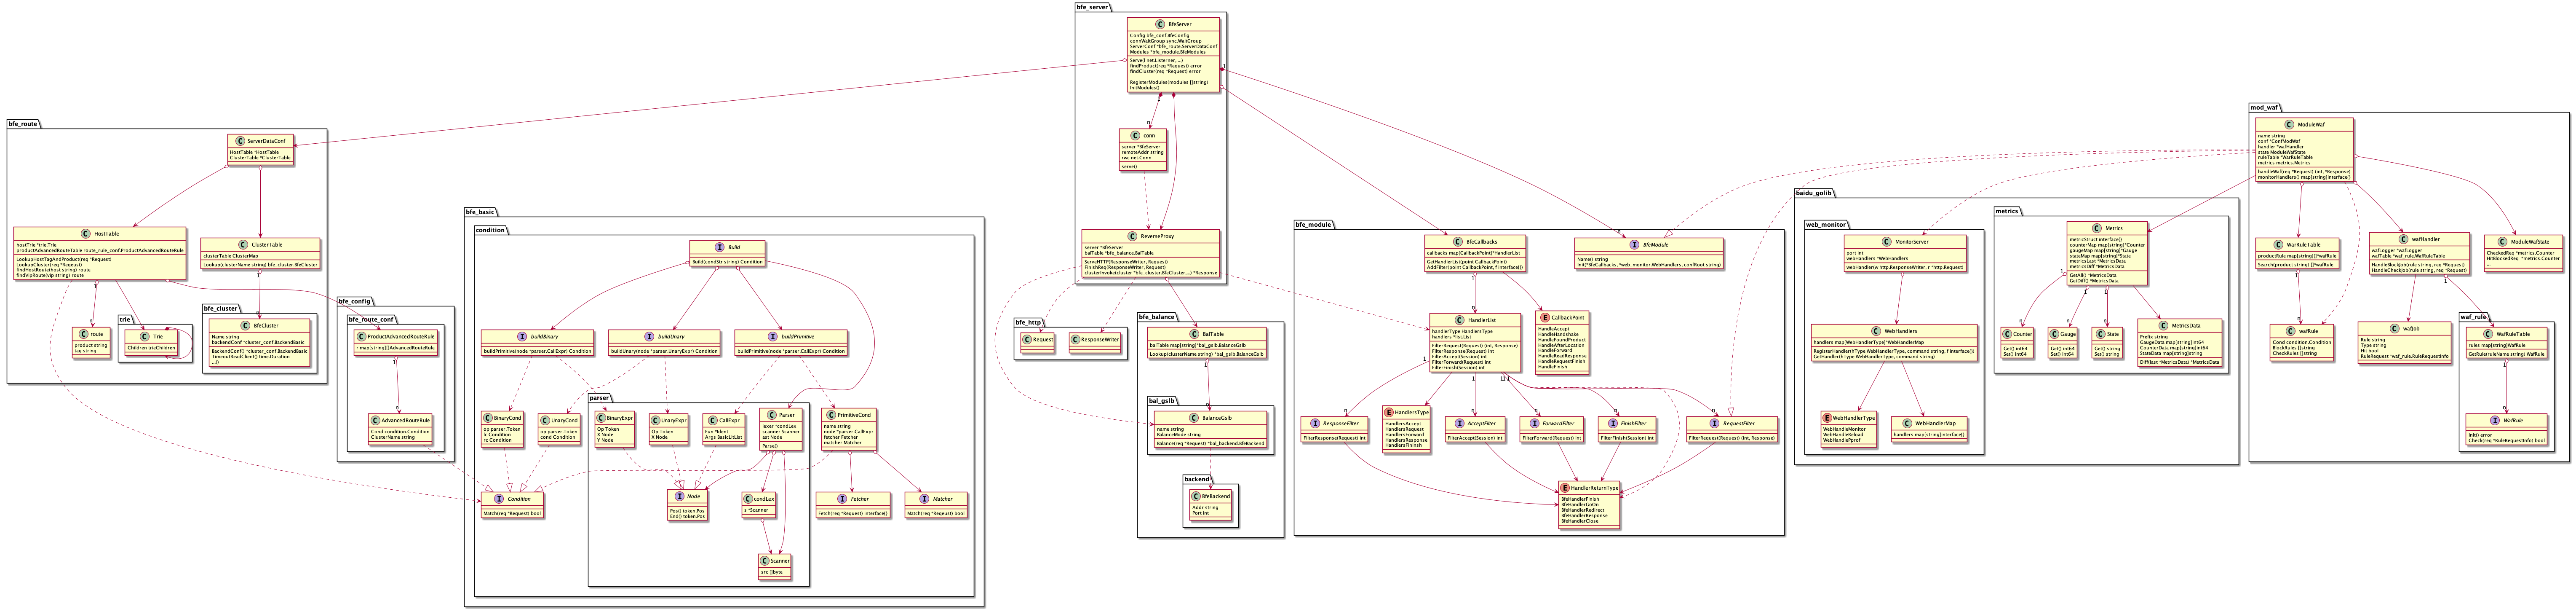 bfe_server
BfeServer
Config bfe_conf.BfeConfig
connWaitGroup sync.WaitGroup
ServerConf *bfe_route.ServerDataConf
Modules *bfe_module.BfeModules
Serve(l net.Listerner, ...)
findProduct(req *Request) error
findCluster(req *Request) error
RegisterModules(modules []string)
InitModules()
1
1
n
conn
server *BfeServer
remoteAddr string
rwc net.Conn
serve()
ReverseProxy
server *BfeServer
balTable *bfe_balance.BalTable
ServeHTTP(ResponseWriter, Request)
FinishReq(ResponseWriter, Request)
clusterInvoke(cluster *bfe_cluster.BfeCluster,...) *Response
bfe_route
ServerDataConf
HostTable *HostTable
ClusterTable *ClusterTable
HostTable
hostTrie *trie.Trie
productAdvancedRouteTable route_rule_conf.ProductAdvancedRouteRule
LookupHostTagAndProduct(req *Request)
LookupCluster(req *Request)
findHostRoute(host string) route
findVipRoute(vip string) route
1
n
ClusterTable
clusterTable ClusterMap
Lookup(clusterName string) bfe_cluster.BfeCluster
1
n
route
product string
tag string
trie
Trie
Children trieChildren
bfe_cluster
BfeCluster
Name string
backendConf *cluster_conf.BackendBasic
BackendConf() *cluster_conf.BackendBasic
TimeoutReadClient() time.Duration
...()
bfe_config
bfe_route_conf
ProductAdvancedRouteRule
r map[string][]AdvancedRouteRule
1
n
AdvancedRouteRule
Cond condition.Condition
ClusterName string
bfe_basic
condition
Build
Build(condStr string) Condition
buildBinary
buildPrimitive(node *parser.CallExpr) Condition
buildUnary
buildUnary(node *parser.UnaryExpr) Condition
buildPrimitive
buildPrimitive(node *parser.CallExpr) Condition
BinaryCond
op parser.Token
lc Condition
rc Condition
UnaryCond
op parser.Token
cond Condition
parser
BinaryExpr
Op Token
X Node
Y Node
UnaryExpr
Op Token
X Node
CallExpr
Fun *Ident
Args BasicLitList
Parser
lexer *condLex
scanner Scanner
ast Node
Parse()
PrimitiveCond
name string
node *parser.CallExpr
fetcher Fetcher
matcher Matcher
Condition
Match(req *Request) bool
Node
Pos() token.Pos
End() token.Pos
condLex
s *Scanner
Fetcher
Fetch(req *Request) interface{}
Matcher
Match(req *Reqeust) bool
Scanner
src []byte
bfe_http
Request
ResponseWriter
bfe_balance
BalTable
balTable map[string]*bal_gslb.BalanceGslb
Lookup(clusterName string) *bal_gslb.BalanceGslb
1
n
bal_gslb
BalanceGslb
name string
BalanceMode string
Balance(req *Request) *bal_backend.BfeBackend
backend
BfeBackend
Addr string
Port int
bfe_module
BfeCallbacks
callbacks map[CallbackPoint]*HandlerList
GetHandlerList(point CallbackPoint)
AddFilter(point CallbackPoint, f interface{})
1
n
n
BfeModule
Name() string
Init(*BfeCallbacks, *web_monitor.WebHandlers, confRoot string)
HandlerList
handlerType HandlersType
handlers *list.List
FilterRequest(Request) (int, Response)
FilterResponse(Request) int
FilterAccept(Session) int
FilterForward(Request) int
FilterFinish(Session) int
CallbackPoint
HandleAccept
HandleHandshake
HandleFoundProduct
HandleAfterLocation
HandleForward
HandleReadResponse
HandleRequestFinish
HandleFinish
1
1
1
1
1
n
n
n
n
n
ResponseFilter
FilterResponse(Request) int
HandlersType
HandlersAccept
HandlersRequest
HandlersForward
HandlersResponse
HandlersFininsh
AcceptFilter
FilterAccept(Session) int
ForwardFilter
FilterForward(Request) int
FinishFilter
FilterFinish(Session) int
RequestFilter
FilterRequest(Request) (int, Response)
HandlerReturnType
BfeHandlerFinish
BfeHandlerGoOn
BfeHandlerRedirect
BfeHandlerResponse
BfeHandlerClose
baidu_golib
web_monitor
MonitorServer
port int
webHandlers *WebHandlers
webHandler(w http.ResponseWriter, r *http.Request)
WebHandlers
handlers map[WebHandlerType]*WebHandlerMap
RegisterHandler(hType WebHandlerType, command string, f interface{})
GetHandler(hType WebHandlerType, command string)
WebHandlerType
WebHandleMonitor
WebHandleReload
WebHandlePprof
WebHandlerMap
handlers map[string]interface{}
metrics
Metrics
metricStruct interface{}
counterMap map[string]*Counter
gaugeMap map[string]*Gauge
stateMap map[string]*State
metricsLast *MetricsData
metricsDiff *MetricsData
GetAll() *MetricsData
GetDiff() *MetricsData
1
1
1
n
n
n
Counter
Get() int64
Set() int64
Gauge
Get() int64
Set() int64
State
Get() string
Set() string
MetricsData
Prefix string
GaugeData map[string]int64
CounterData map[string]int64
StateData map[string]string
Diff(last *MetricsData) *MetricsData
mod_waf
ModuleWaf
name string
conf *ConfModWaf
handler *wafHandler
state ModuleWafState
ruleTable *WarRuleTable
metrics metrics.Metrics
handleWaf(req *Request) (int, *Response)
monitorHandlers() map[string]interface{}
WarRuleTable
productRule map[string][]*wafRule
Search(product string) []*wafRule
1
n
wafHandler
wafLogger *wafLogger
wafTable *waf_rule.WafRuleTable
HandleBlockJob(rule string, req *Request)
HandleCheckJob(rule string, req *Request)
1
n
ModuleWafState
CheckedReq *metrics.Counter
HitBlockedReq  *metrics.Counter
...
wafRule
Cond condition.Condition
BlockRules []string
CheckRules []string
wafJob
Rule string
Type string
Hit bool
RuleRequest *waf_rule.RuleRequestInfo
waf_rule
WafRuleTable
rules map[string]WafRule
GetRule(ruleName string) WafRule
1
n
WafRule
Init() error
Check(req *RuleRequestInfo) bool